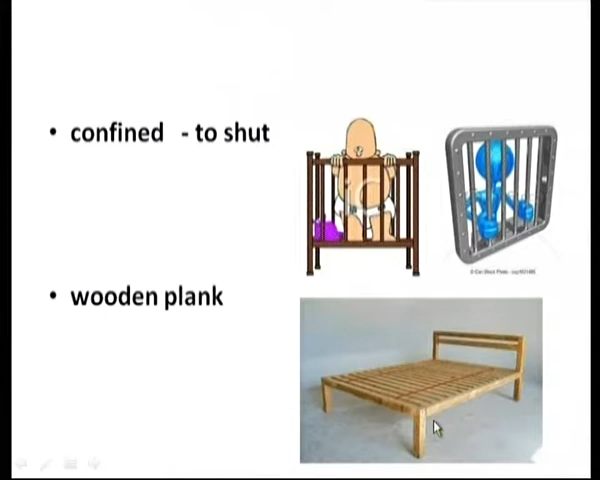 • confined - to shut
• wooden plank